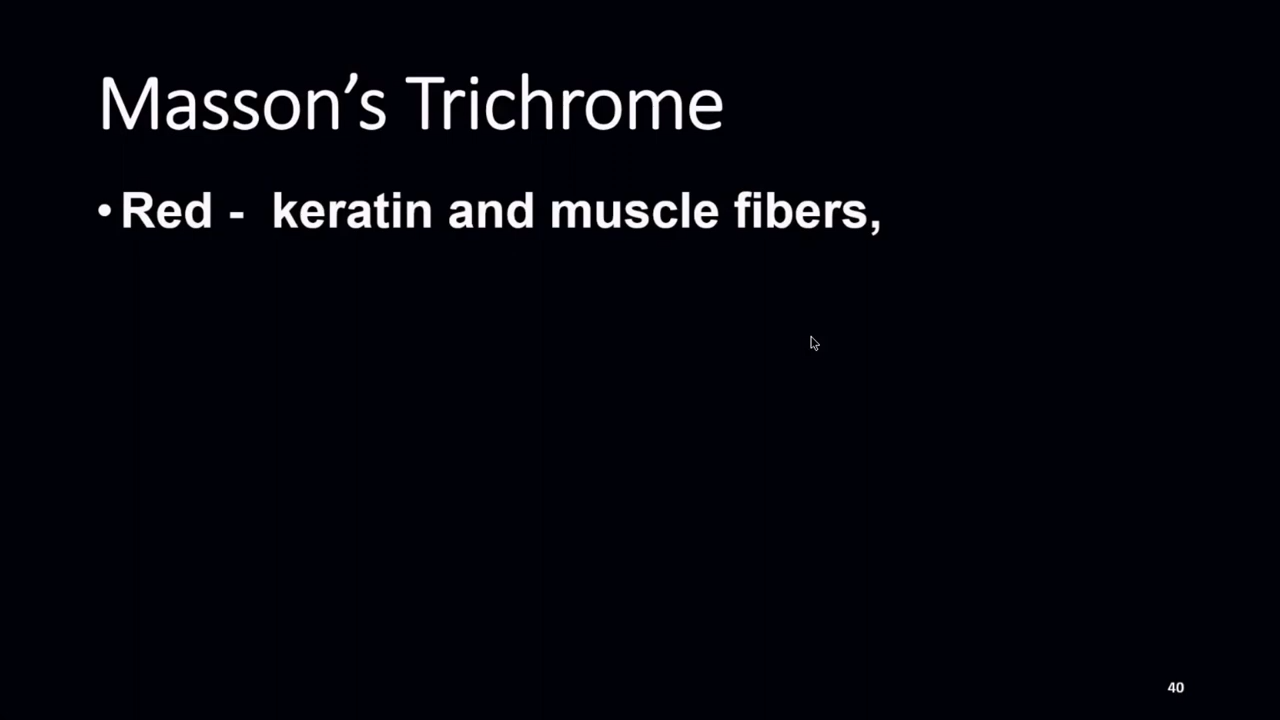 Masson’s Trichrome
• Red -  keratin and muscle fibers,
40